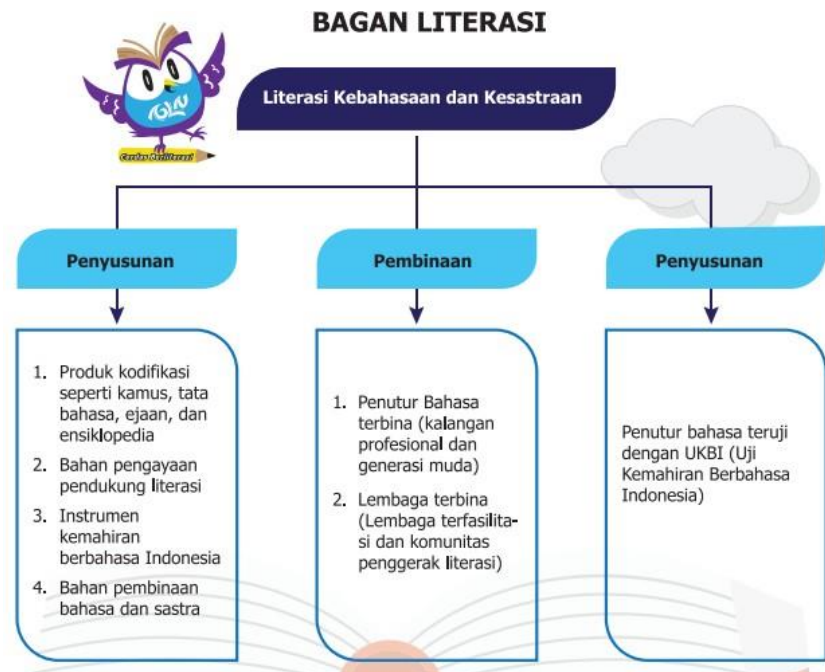 BAGAN LITERASI
Cerdas Berliterasi
Literasi Kebahasaan dan Kesastraan
Penyusunan
1. Produk kodifikasi
seperti kamus, tata
bahasa, ejaan, dan
ensiklopedia
2. Bahan pengayaan
pendukung literasi
3. Instrumen
kemahiran
berbahasa Indonesia
4. Bahan pembinaan
bahasa dan sastra
Pembinaan
1. Penutur Bahasa
terbina (kalangan
profesional dan
generasi muda)
2. Lembaga terbina
(Lembaga terfasilita-
si dan komunitas
penggerak literasi)
Penyusunan
Penutur bahasa teruji
dengan UKBI (Uji
Kemahiran Berbahasa
Indonesia)